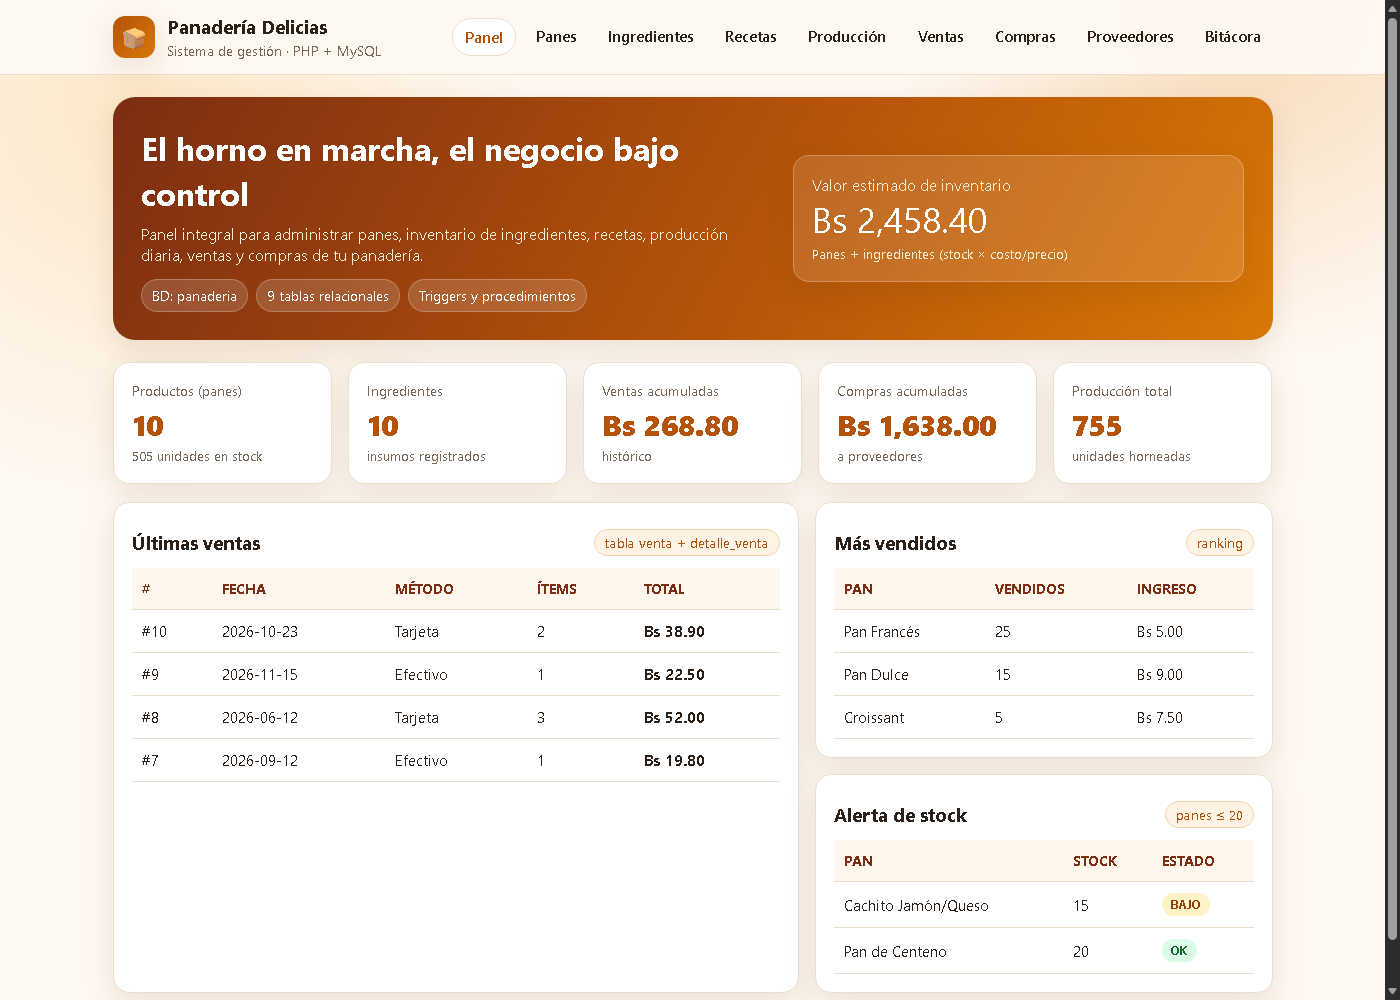 Panadería Delicias
Sistema de gestión · PHP + MySQL
Panel Panes Ingredientes Recetas Producción Ventas Compras Proveedores Bitácora
El horno en marcha, el negocio bajo
control
Panel integral para administrar panes, inventario de ingredientes, recetas, producción
diaria, ventas y compras de tu panadería.
BD: panaderia 9 tablas relacionales Triggers y procedimientos
Valor estimado de inventario
Bs 2,458.40
Panes + ingredientes (stock × costo/precio)
Productos (panes)
10
505 unidades en stock
Ingredientes
10
insumos registrados
Ventas acumuladas
Bs 268.80
histórico
Compras acumuladas
Bs 1,638.00
a proveedores
Producción total
755
unidades horneadas
Últimas ventas tabla venta + detalle_venta
# FECHA MÉTODO ÍTEMS TOTAL
#10 2026-10-23 Tarjeta 2 Bs 38.90
#9 2026-11-15 Efectivo 1 Bs 22.50
#8 2026-06-12 Tarjeta 3 Bs 52.00
#7 2026-09-12 Efectivo 1 Bs 19.80
Más vendidos ranking
PAN VENDIDOS INGRESO
Pan Francés 25 Bs 5.00
Pan Dulce 15 Bs 9.00
Croissant 5 Bs 7.50
Alerta de stock panes ≤ 20
PAN STOCK ESTADO
Cachito Jamón/Queso 15 BAJO
Pan de Centeno 20 OK